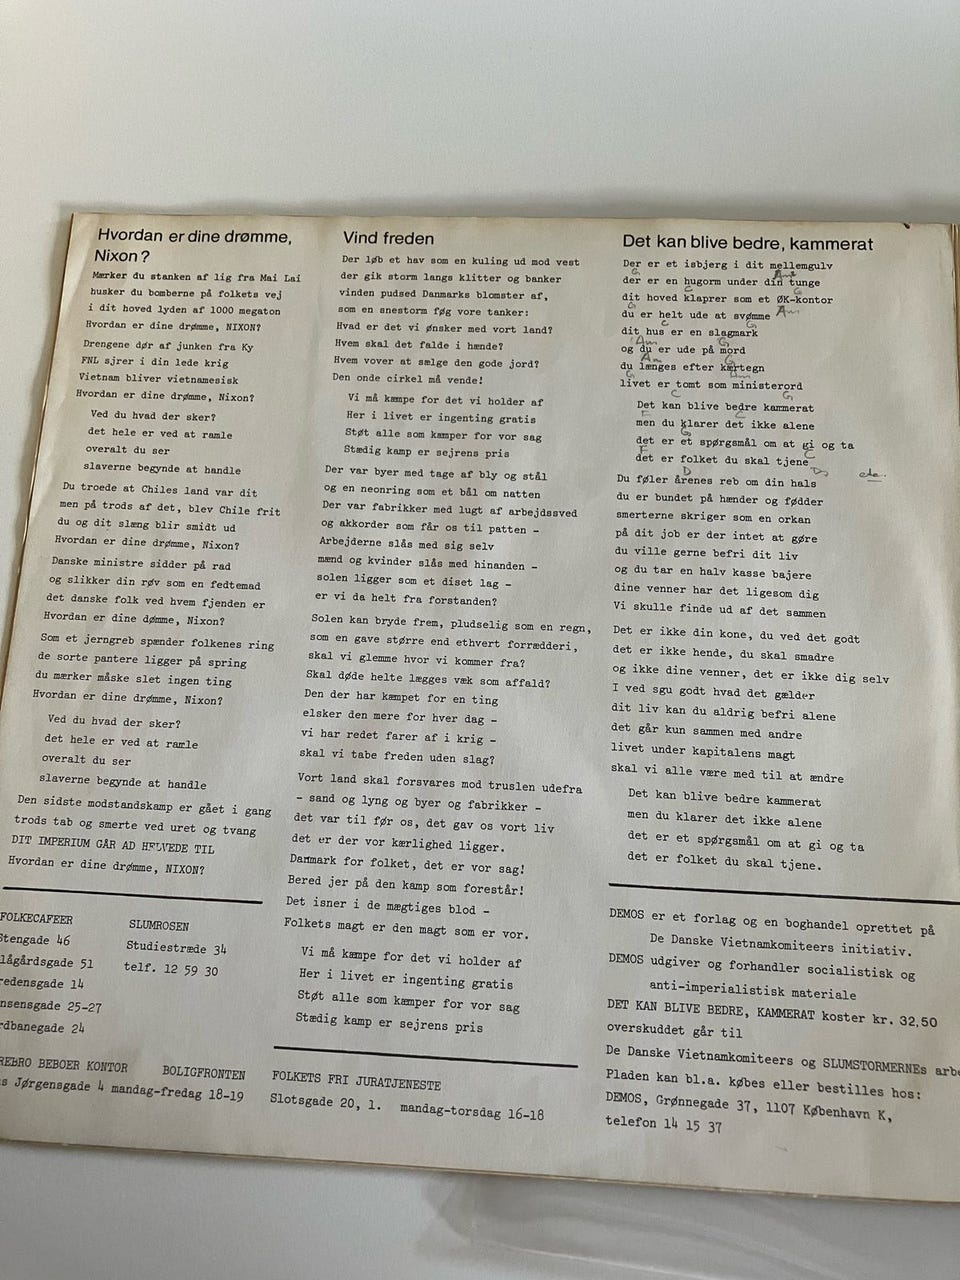 Hvordan er dine drømme,
Nixon?
Mærker du stanken af lig fra Mai Lai
husker du bomberne på folkets vej
i dit hoved lyden af 1000 megaton
Hvordan er dine drømme, NIXON?
Drengene dør af junken fra Ky
FNL sjrer i din lede krig
Vietnam bliver vietnamesisk
Hvordan er dine drømme, Nixon?
Ved du hvad der sker?
det hele er ved at ramle
overalt du ser
slaverne begynde at handle
Du troede at Chiles land var dit
men på trods af det, blev Chile frit
du og dit slæng blir smidt ud
Hvordan er dine drømme, Nixon?
Danske ministre sidder på rad
og slikker din røv som en fedtemad
det danske folk ved hvem fjenden er
Hvordan er dine dømme, Nixon?
Som et jerngreb spænder folkenes ring
de sorte pantere ligger på spring
du mærker måske slet ingen ting
Hvordan er dine drømme, Nixon?
Ved du hvad der sker?
det hele er ved at ramle
overalt du ser
slaverne begynde at handle
Den sidste modstandskamp er gået i gang
trods tab og smerte ved uret og tvang
DIT IMPERIUM GÅR AD HELVEDE TIL
Hvordan er dine drømme, NIXON?
FOLKECAFEER
Stengade 46
lågårdsgade 51
redensgade 14
nsensgade 25-27
rdbanegade 24
SLUMROSEN
Studiestræde 34
telf. 12 59 30
REBRO BEBOER KONTOR BOLIGFRONTEN
s Jørgensgade 4 mandag-fredag 18-19
Vind freden
Der løb et hav som en kuling ud mod vest
der gik storm langs klitter og banker
vinden pudsed Danmarks blomster af,
som en snestorm føg vore tanker:
Hvad er det vi ønsker med vort land?
Hvem skal det falde i hænde?
Hvem vover at sælge den gode jord?
Den onde cirkel må vende!
Vi må kæmpe for det vi holder af
Her i livet er ingenting gratis
Støt alle som kæmper for vor sag
Stædig kamp er sejrens pris
Der var byer med tage af bly og stål
og en neonring som et bål om natten
Der var fabrikker med lugt af arbejdssved
og akkorder som får os til patten -
Arbejderne slås med sig selv
mænd og kvinder slås med hinanden -
solen ligger som et diset lag -
er vi da helt fra forstanden?
Solen kan bryde frem, pludselig som en regn,
som en gave større end ethvert forrædderi,
skal vi glemme hvor vi kommer fra?
Skal døde helte lægges væk som affald?
Den der har kæmpet for en ting
elsker den mere for hver dag -
vi har redet farer af i krig -
skal vi tabe freden uden slag?
Vort land skal forsvares mod truslen udefra
- sand og lyng og byer og fabrikker -
det var til før os, det gav os vort liv
det er der vor kærlighed ligger.
Danmark for folket, det er vor sag!
Bered jer på den kamp som forestår!
Det isner i de mægtiges blod -
Folkets magt er den magt som er vor.
Vi må kæmpe for det vi holder af
Her i livet er ingenting gratis
Støt alle som kæmper for vor sag
Stædig kamp er sejrens pris
FOLKETS FRI JURATJENESTE
Slotsgade 20, 1. mandag-torsdag 16-18
Det kan blive bedre, kammerat
Der er et isbjerg i dit mellemgulv
G Am
der er en hugorm under din tunge
C G
dit hoved klaprer som et ØK-kontor
G Am
du er helt ude at svømme
C G
dit hus er en slagmark
Am G
og du er ude på mord
Am G
du længes efter kærtegn
G Am
livet er tomt som ministerord
C G
Det kan blive bedre kammerat
F C
men du klarer det ikke alene
G
det er et spørgsmål om at gi og ta
F C
det er folket du skal tjene
D etc.
Du føler årenes reb om din hals
du er bundet på hænder og fødder
smerterne skriger som en orkan
på dit job er der intet at gøre
du ville gerne befri dit liv
og du tar en halv kasse bajere
dine venner har det ligesom dig
Vi skulle finde ud af det sammen
Det er ikke din kone, du ved det godt
det er ikke hende, du skal smadre
og ikke dine venner, det er ikke dig selv
I ved sgu godt hvad det gælder
dit liv kan du aldrig befri alene
det går kun sammen med andre
livet under kapitalens magt
skal vi alle være med til at ændre
Det kan blive bedre kammerat
men du klarer det ikke alene
det er et spørgsmål om at gi og ta
det er folket du skal tjene.
DEMOS er et forlag og en boghandel oprettet på
De Danske Vietnamkomiteers initiativ.
DEMOS udgiver og forhandler socialistisk og
anti-imperialistisk materiale
DET KAN BLIVE BEDRE, KAMMERAT koster kr. 32,50
overskuddet går til
De Danske Vietnamkomiteers og SLUMSTORMERNEs arbe
Pladen kan bl.a. købes eller bestilles hos:
DEMOS, Grønnegade 37, 1107 København K,
telefon 14 15 37